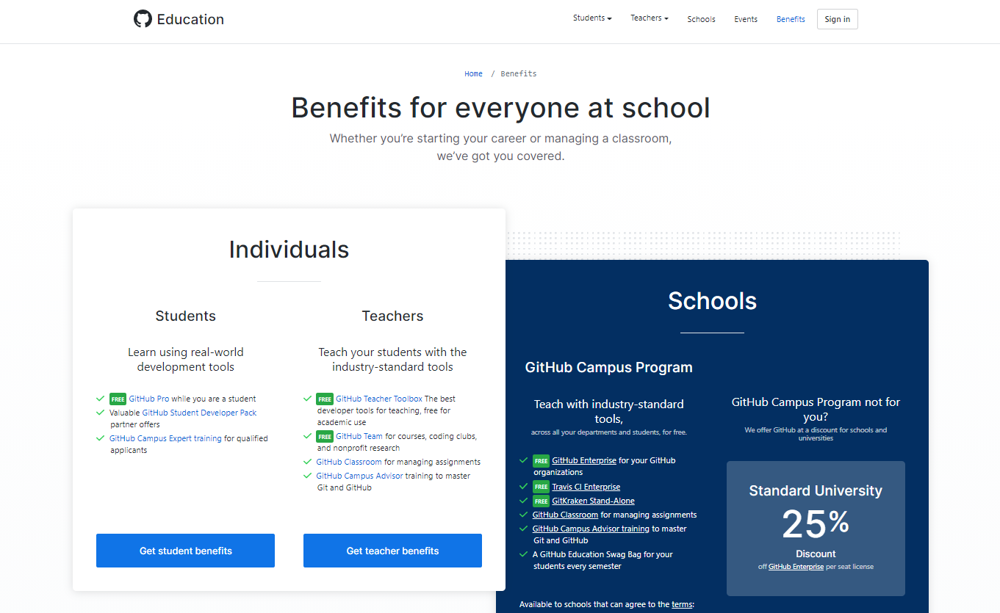 Education
Students
Teachers
Schools
Events
Benefits
Sign in
Home / Benefits
Benefits for everyone at school
Whether you’re starting your career or managing a classroom,
we’ve got you covered.
Individuals
Students
Learn using real-world
development tools
FREE GitHub Pro while you are a student
Valuable GitHub Student Developer Pack
partner offers
GitHub Campus Expert training for qualified
applicants
Get student benefits
Teachers
Teach your students with the
industry-standard tools
FREE GitHub Teacher Toolbox The best
developer tools for teaching, free for
academic use
FREE GitHub Team for courses, coding clubs,
and nonprofit research
GitHub Classroom for managing assignments
GitHub Campus Advisor training to master
Git and GitHub
Get teacher benefits
Schools
GitHub Campus Program
Teach with industry-standard
tools,
across all your departments and students, for free.
FREE GitHub Enterprise for your GitHub
organizations
FREE Travis CI Enterprise
FREE GitKraken Stand-Alone
GitHub Classroom for managing assignments
GitHub Campus Advisor training to master
Git and GitHub
A GitHub Education Swag Bag for your
students every semester
Available to schools that can agree to the terms:
GitHub Campus Program not for
you?
We offer GitHub at a discount for schools and
universities
Standard University
25%
Discount
off GitHub Enterprise per seat license